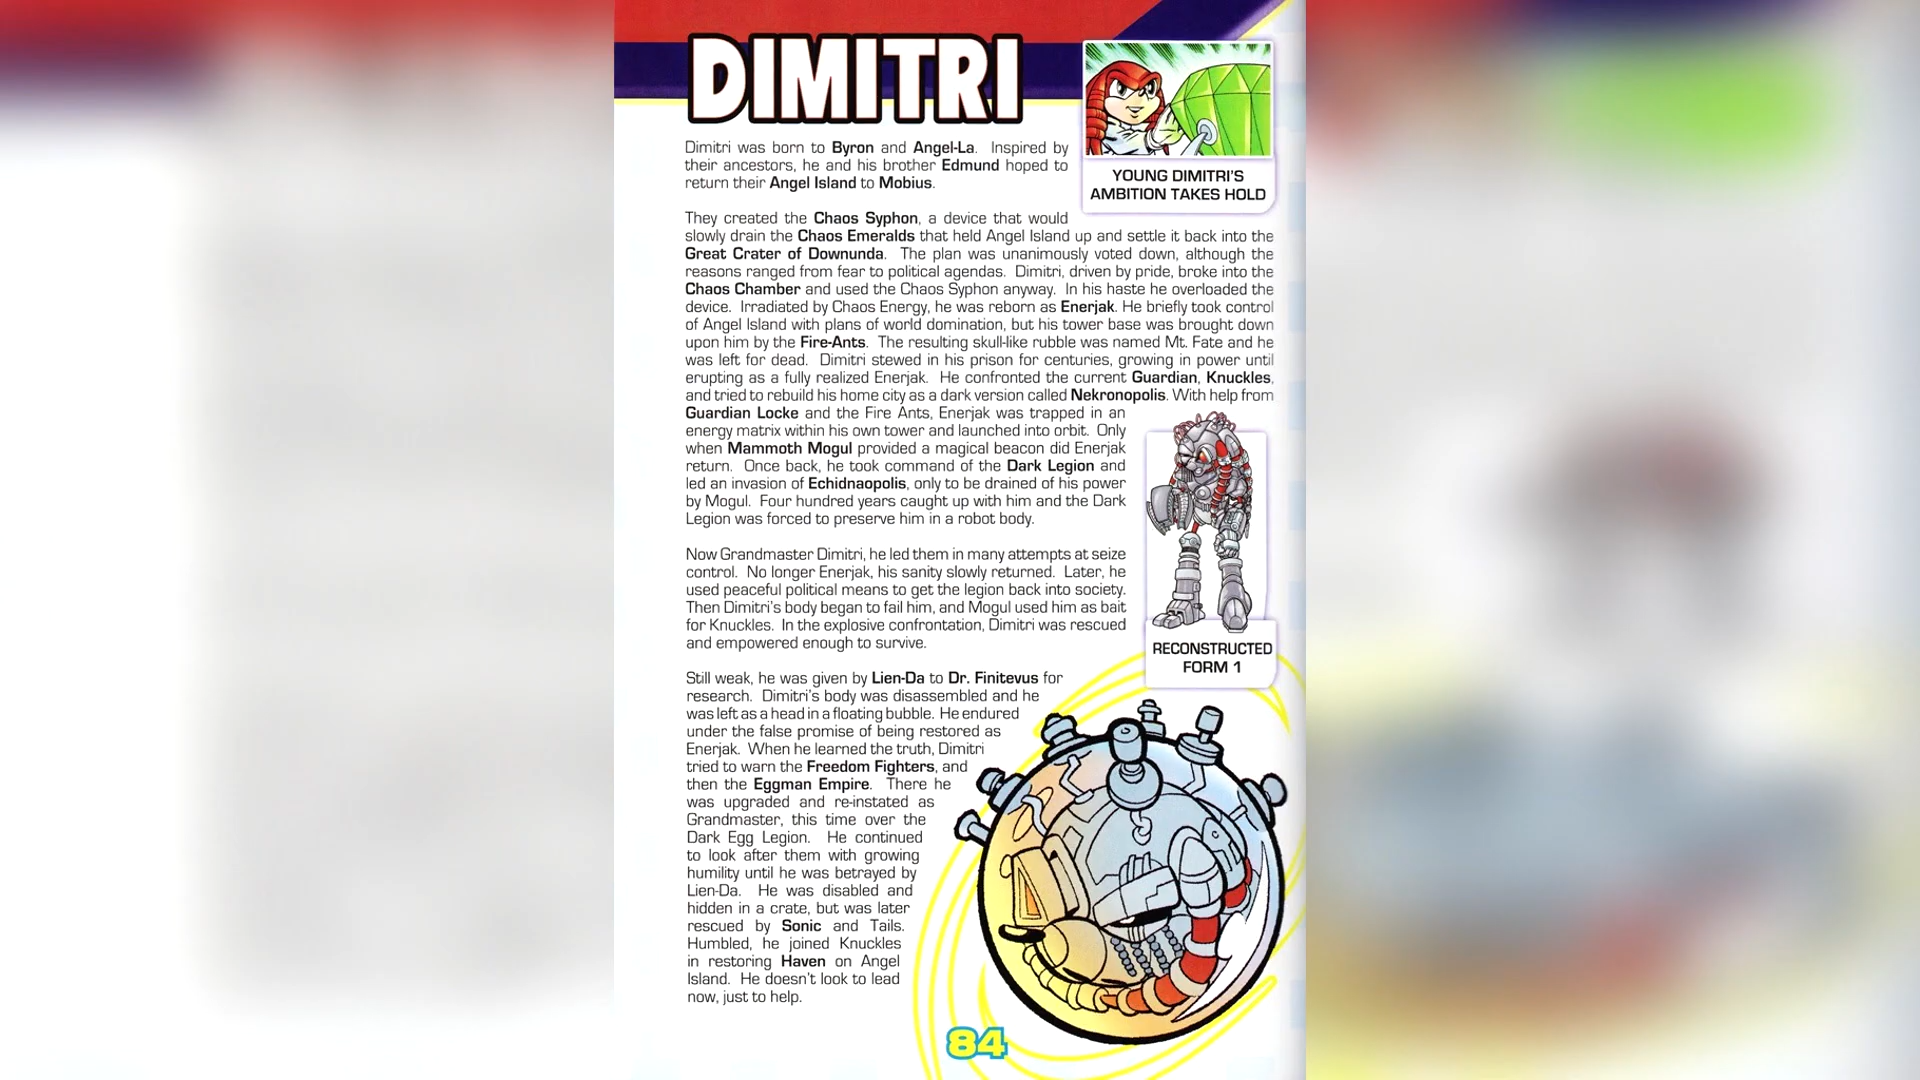 DIMITRI
Dimitri was born to Byron and Angel-La. Inspired by
their ancestors, he and his brother Edmund hoped to
return their Angel Island to Mobius.
YOUNG DIMITRI'S
AMBITION TAKES HOLD
They created the Chaos Syphon, a device that would
slowly drain the Chaos Emeralds that held Angel Island up and settle it back into the
Great Crater of Downunda. The plan was unanimously voted down, although the
reasons ranged from fear to political agendas. Dimitri, driven by pride, broke into the
Chaos Chamber and used the Chaos Syphon anyway. In his haste he overloaded the
device. Irradiated by Chaos Energy, he was reborn as Enerjak. He briefly took control
of Angel Island with plans of world domination, but his tower base was brought down
upon him by the Fire-Ants. The resulting skull-like rubble was named Mt. Fate and he
was left for dead. Dimitri stewed in his prison for centuries, growing in power until
erupting as a fully realized Enerjak. He confronted the current Guardian, Knuckles,
and tried to rebuild his home city as a dark version called Nekronopolis. With help from
Guardian Locke and the Fire Ants, Enerjak was trapped in an
energy matrix within his own tower and launched into orbit. Only
when Mammoth Mogul provided a magical beacon did Enerjak
return. Once back, he took command of the Dark Legion and
led an invasion of Echidnaopolis, only to be drained of his power
by Mogul. Four hundred years caught up with him and the Dark
Legion was forced to preserve him in a robot body.
Now Grandmaster Dimitri, he led them in many attempts at seize
control. No longer Enerjak, his sanity slowly returned. Later, he
used peaceful political means to get the legion back into society.
Then Dimitri's body began to fail him, and Mogul used him as bait
for Knuckles. In the explosive confrontation, Dimitri was rescued
and empowered enough to survive.
RECONSTRUCTED
FORM 1
Still weak, he was given by Lien-Da to Dr. Finitevus for
research. Dimitri's body was disassembled and he
was left as a head in a floating bubble. He endured
under the false promise of being restored as
Enerjak. When he learned the truth, Dimitri
tried to warn the Freedom Fighters, and
then the Eggman Empire. There he
was upgraded and re-instated as
Grandmaster, this time over the
Dark Egg Legion. He continued
to look after them with growing
humility until he was betrayed by
Lien-Da. He was disabled and
hidden in a crate, but was later
rescued by Sonic and Tails.
Humbled, he joined Knuckles
in restoring Haven on Angel
Island. He doesn't look to lead
now, just to help.
84